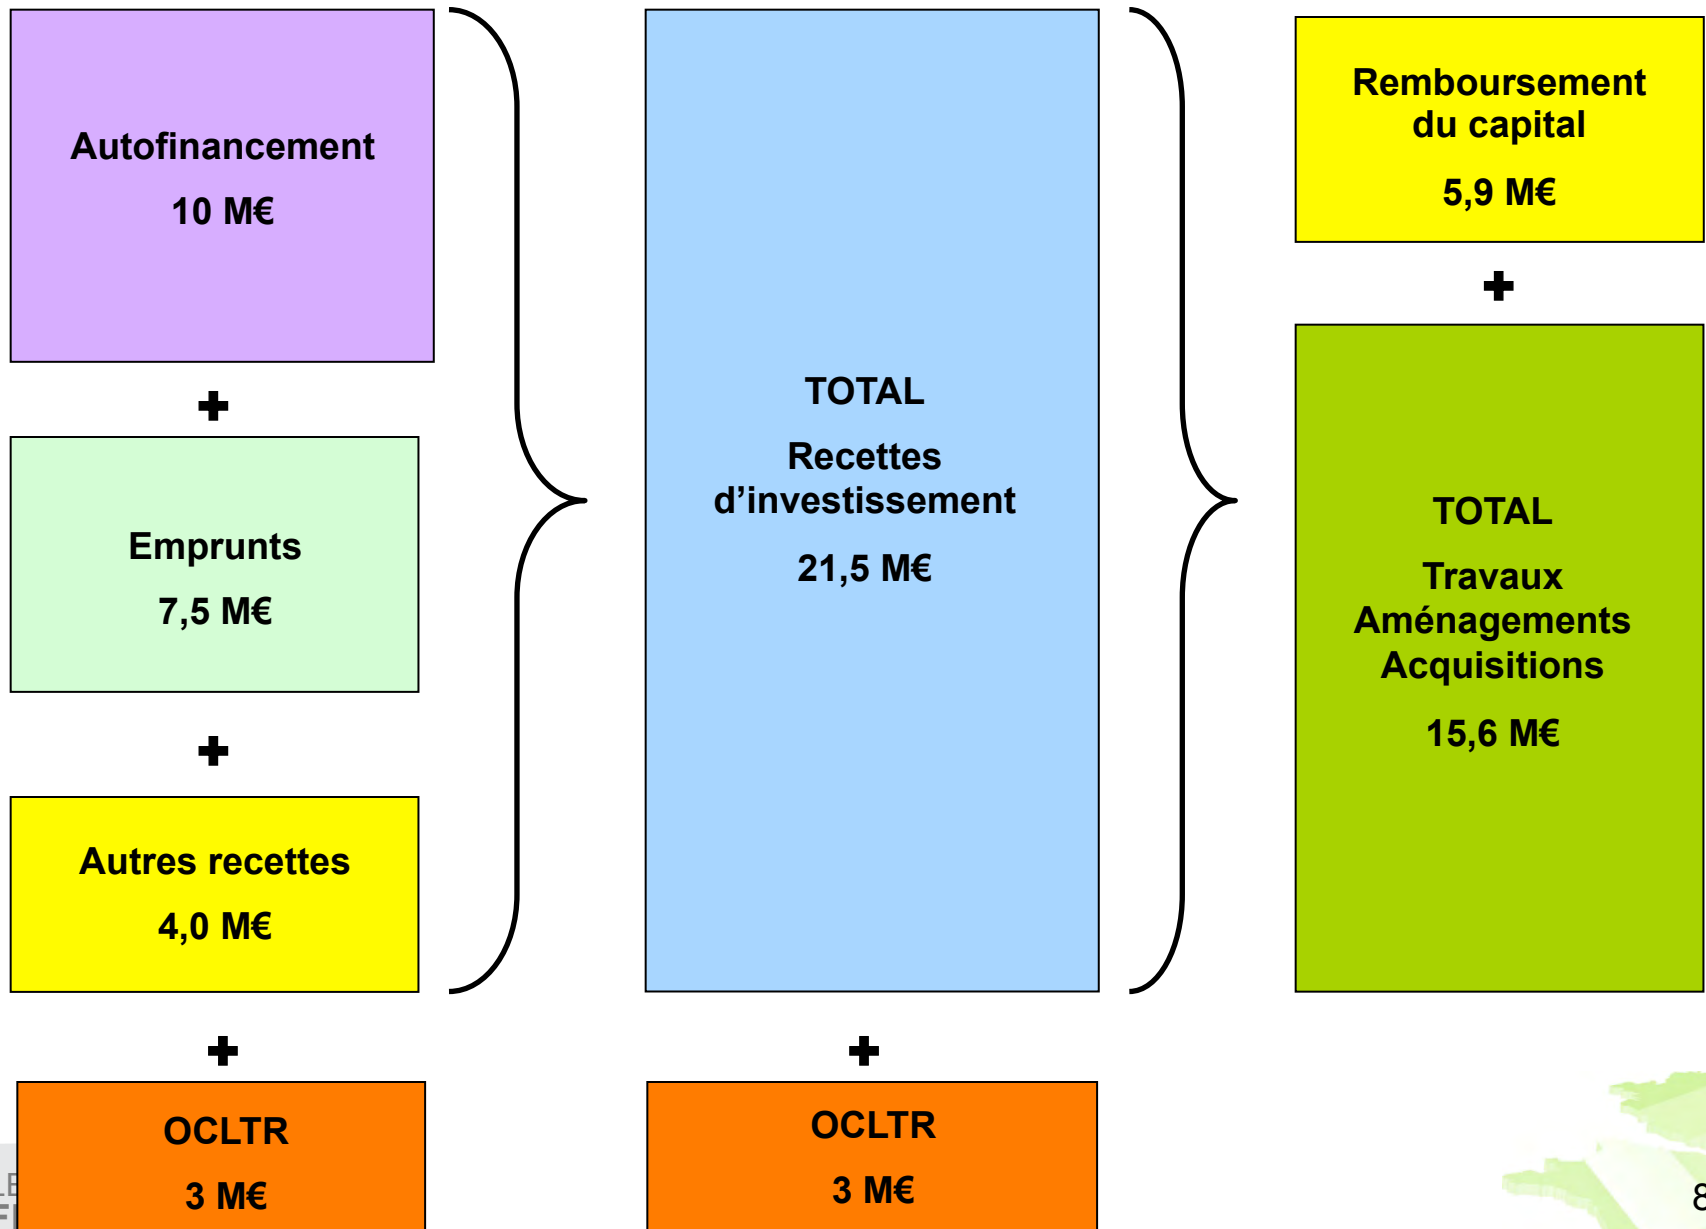 Autofinancement
10 M€
+
Emprunts
7,5 M€
+
Autres recettes
4,0 M€
+
OCLTR
3 M€
TOTAL
Recettes
d’investissement
21,5 M€
+
OCLTR
3 M€
Remboursement
du capital
5,9 M€
+
TOTAL
Travaux
Aménagements
Acquisitions
15,6 M€
8